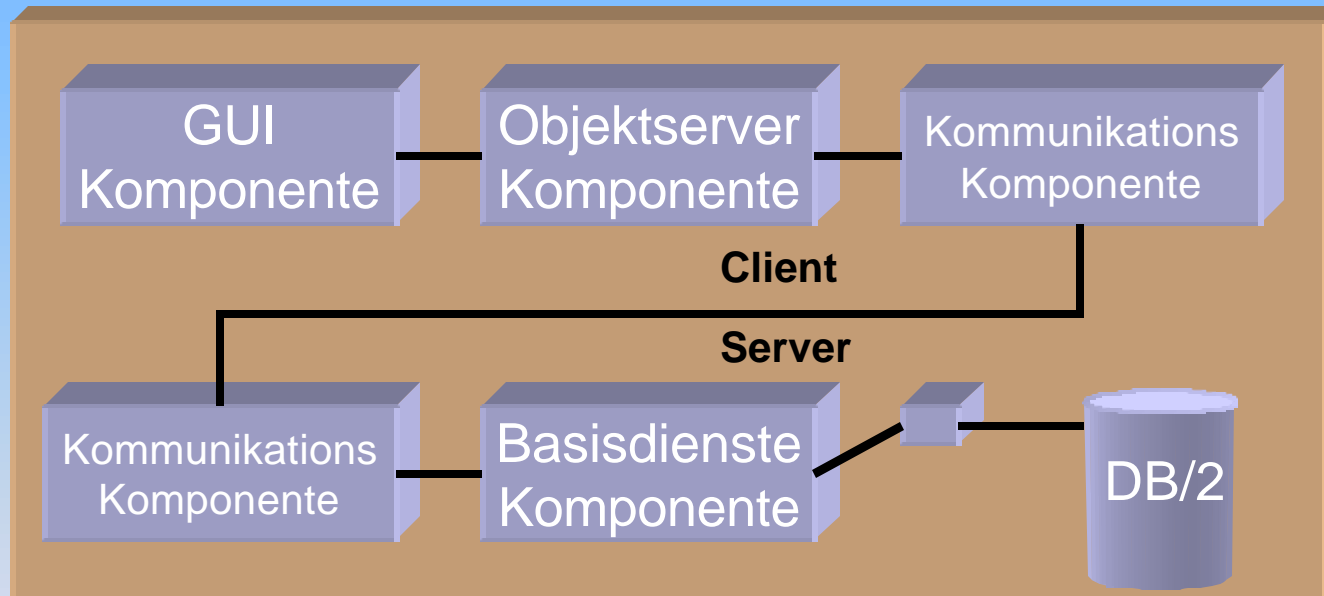 GUI
Komponente
Objektserver
Komponente
Kommunikations
Komponente
Client
Server
Kommunikations
Komponente
Basisdienste
Komponente
DB/2